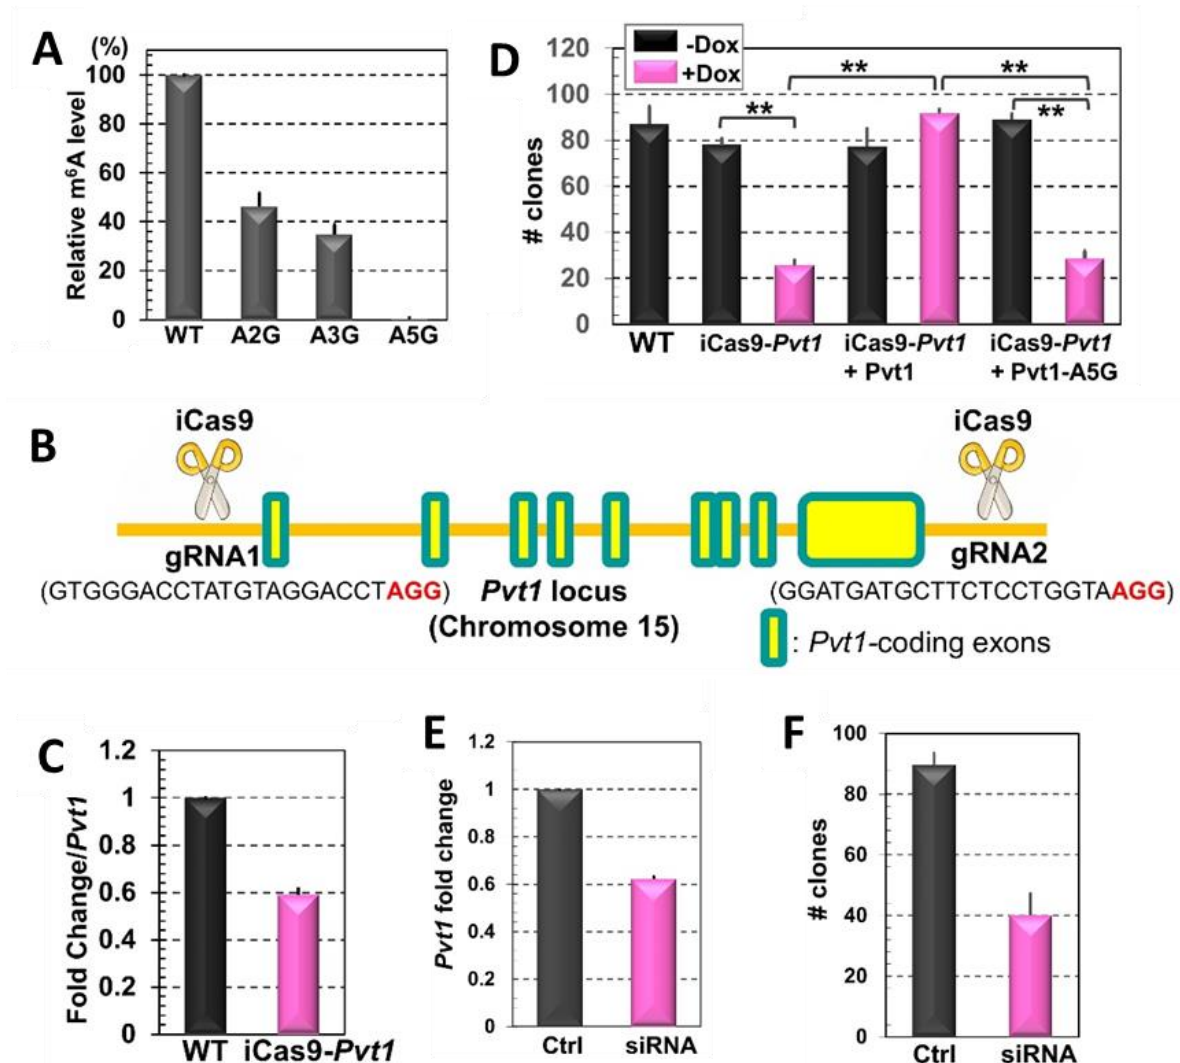 A
(%)
100
80
60
40
20
0
Relative m⁶A level
WT A2G A3G A5G
D
-Dox
+Dox
120
100
80
60
40
20
0
# clones
**
**
**
**
WT iCas9-Pvt1 iCas9-Pvt1 iCas9-Pvt1
+ Pvt1 + Pvt1-A5G
B
iCas9
iCas9
gRNA1
gRNA2
(GTGGGACCTATGTAGGACCTAGG)
Pvt1 locus
(Chromosome 15)
(GGATGATGCTTCTCCTGGTAAGG)
: Pvt1-coding exons
C
1.2
1
0.8
0.6
0.4
0.2
0
Fold Change/Pvt1
WT iCas9-Pvt1
E
1.2
1
0.8
0.6
0.4
0.2
0
Pvt1 fold change
Ctrl siRNA
F
100
80
60
40
20
0
# clones
Ctrl siRNA